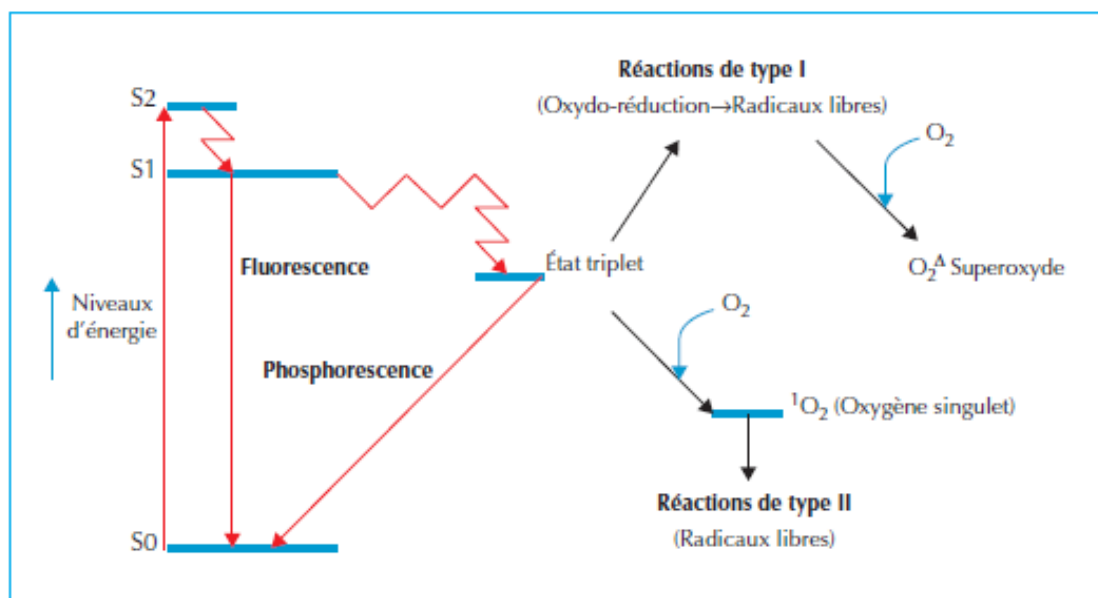 Réactions de type I
(Oxydo-réduction→Radicaux libres)
S2
O₂
S1
Fluorescence
État triplet
O₂^Δ Superoxyde
Niveaux
d'énergie
O₂
Phosphorescence
¹O₂ (Oxygène singulet)
Réactions de type II
(Radicaux libres)
S0